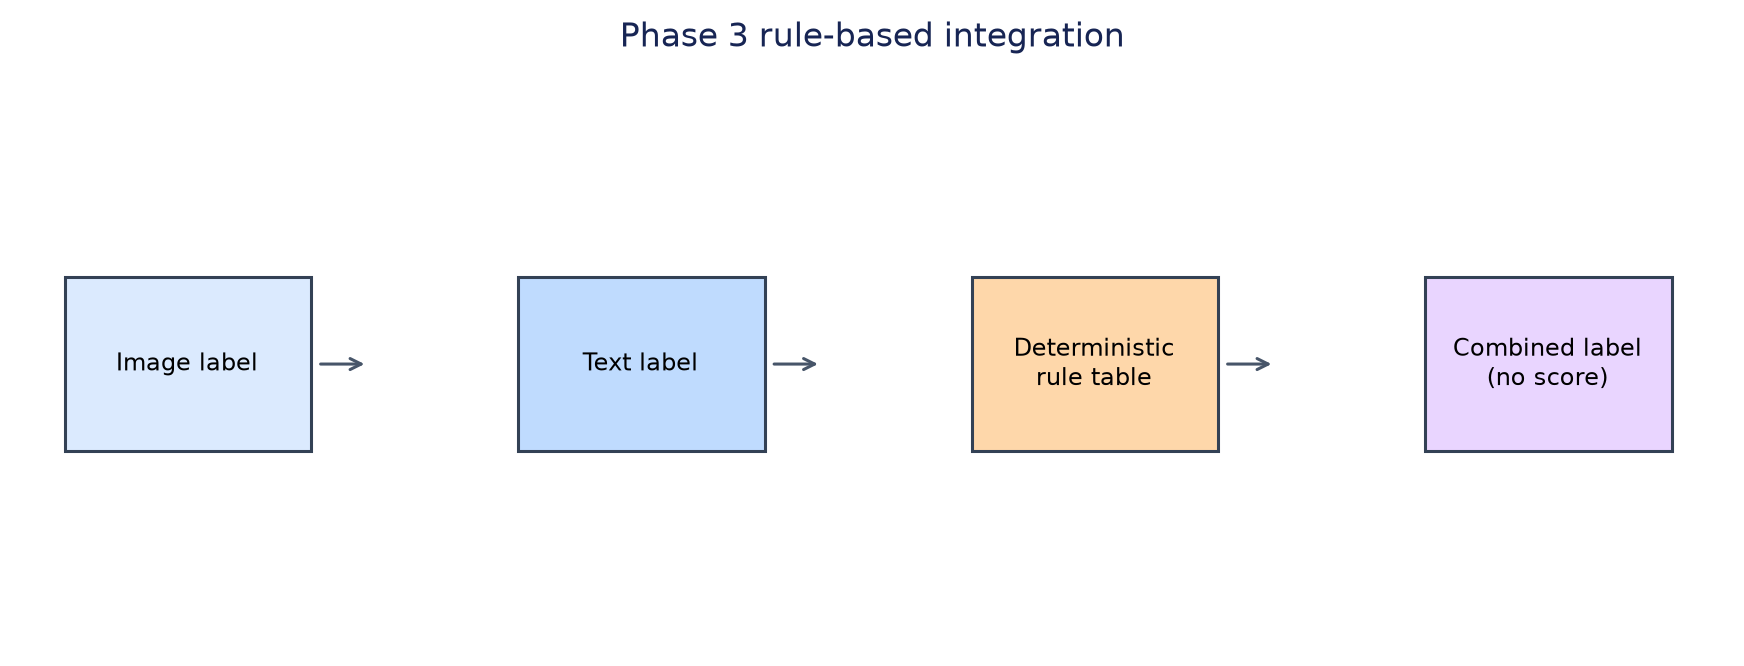 Phase 3 rule-based integration
Image label
Text label
Deterministic
rule table
Combined label
(no score)